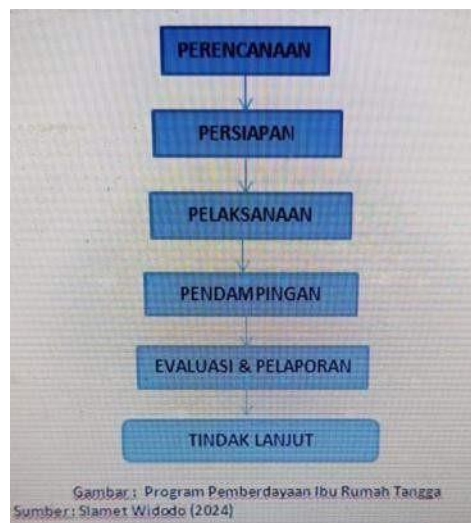 PERENCANAAN
PERSIAPAN
PELAKSANAAN
PENDAMPINGAN
EVALUASI & PELAPORAN
TINDAK LANJUT
Gambar : Program Pemberdayaan Ibu Rumah Tangga
Sumber : Slamet Widodo (2024)